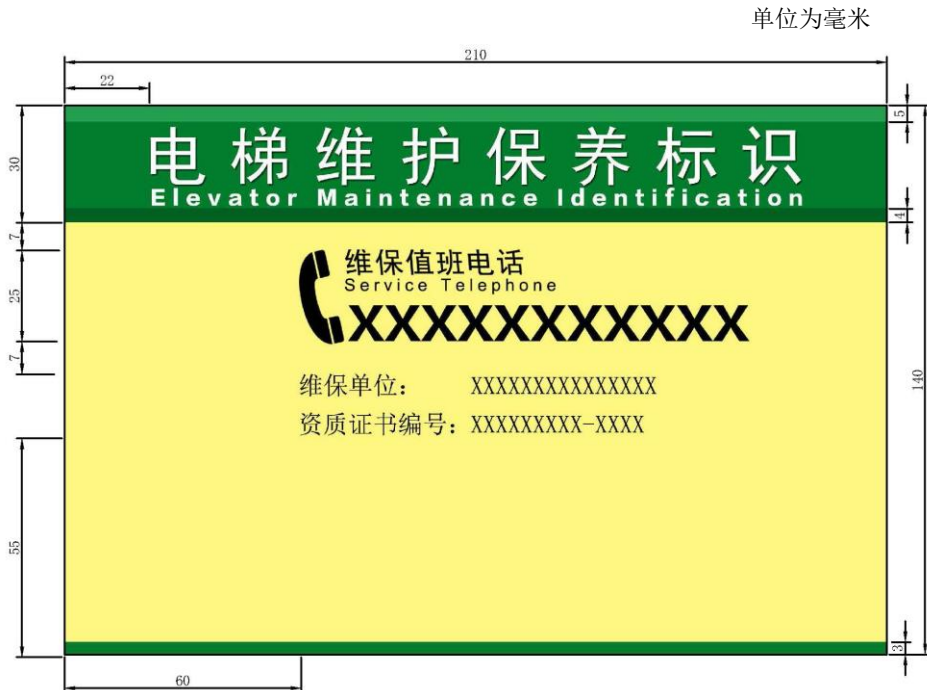 单位为毫米
210
22
5
30
电梯维护保养标识
Elevator Maintenance Identification
4
7
维保值班电话
Service Telephone
25
XXXXXXXXXXX
7
维保单位： XXXXXXXXXXXXXXX
140
资质证书编号：XXXXXXXXX-XXXX
55
3
60